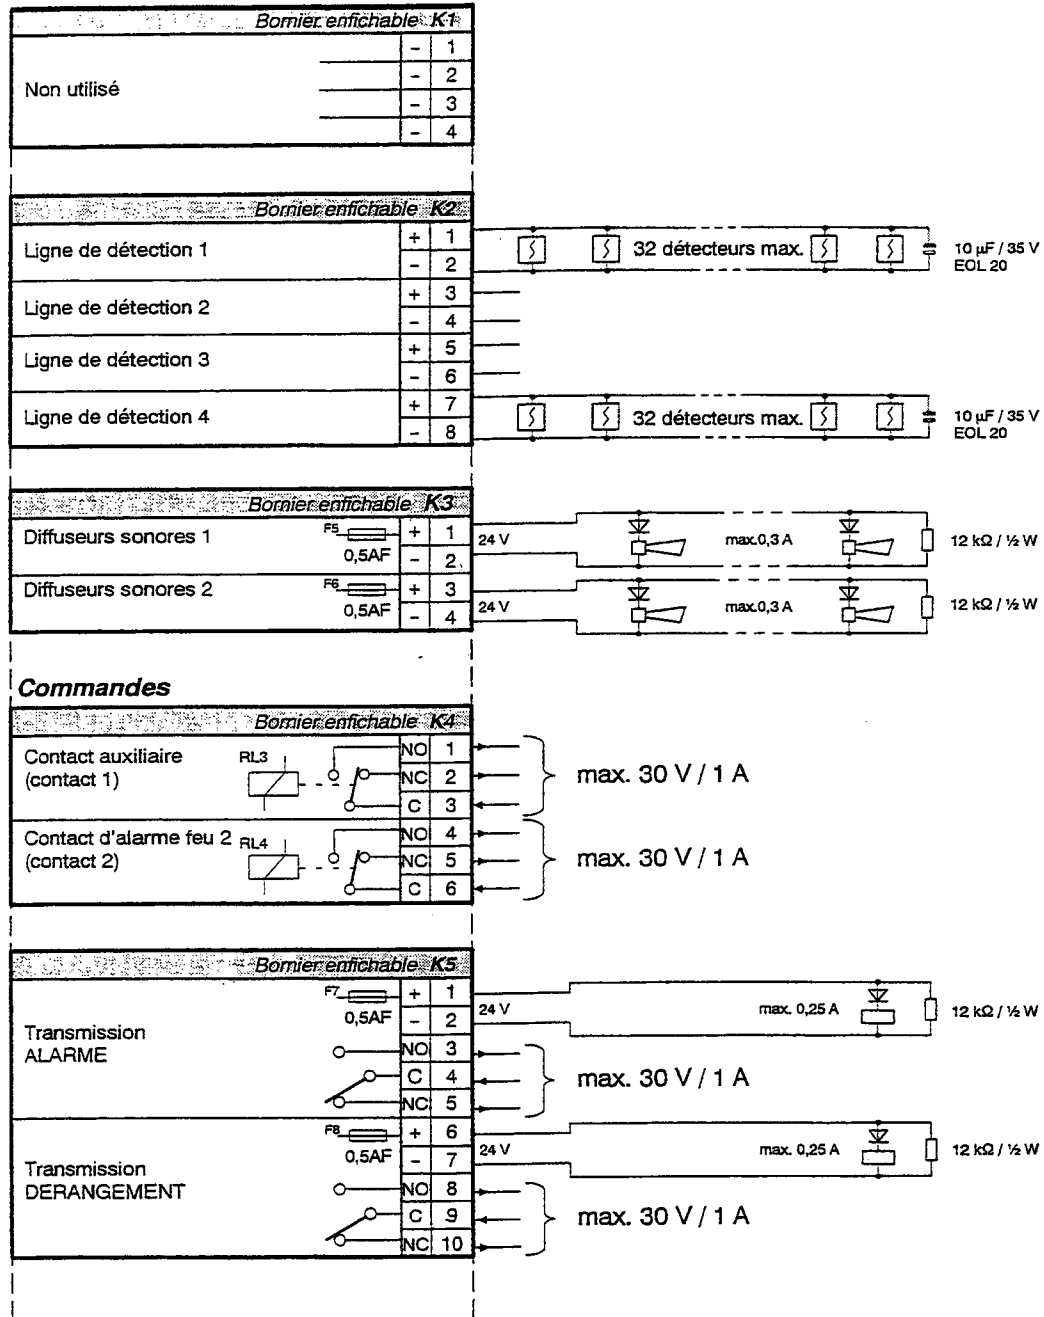 Bornier enfichable K1
Non utilisé
- 1
- 2
- 3
- 4
Bornier enfichable K2
Ligne de détection 1
+ 1
- 2
32 détecteurs max.
10 µF / 35 V
EOL 20
Ligne de détection 2
+ 3
- 4
Ligne de détection 3
+ 5
- 6
Ligne de détection 4
+ 7
- 8
32 détecteurs max.
10 µF / 35 V
EOL 20
Bornier enfichable K3
Diffuseurs sonores 1
F5
0,5AF
+ 1
- 2
24 V
max.0,3 A
12 kΩ / ½ W
Diffuseurs sonores 2
F6
0,5AF
+ 3
- 4
24 V
max.0,3 A
12 kΩ / ½ W
Commandes
Bornier enfichable K4
Contact auxiliaire
(contact 1)
RL3
NO 1
NC 2
C 3
max. 30 V / 1 A
Contact d'alarme feu 2
(contact 2)
RL4
NO 4
NC 5
C 6
max. 30 V / 1 A
Bornier enfichable K5
Transmission
ALARME
F7
0,5AF
+ 1
- 2
24 V
max. 0,25 A
12 kΩ / ½ W
NO 3
C 4
NC 5
max. 30 V / 1 A
Transmission
DERANGEMENT
F8
0,5AF
+ 6
- 7
24 V
max. 0,25 A
12 kΩ / ½ W
NO 8
C 9
NC 10
max. 30 V / 1 A